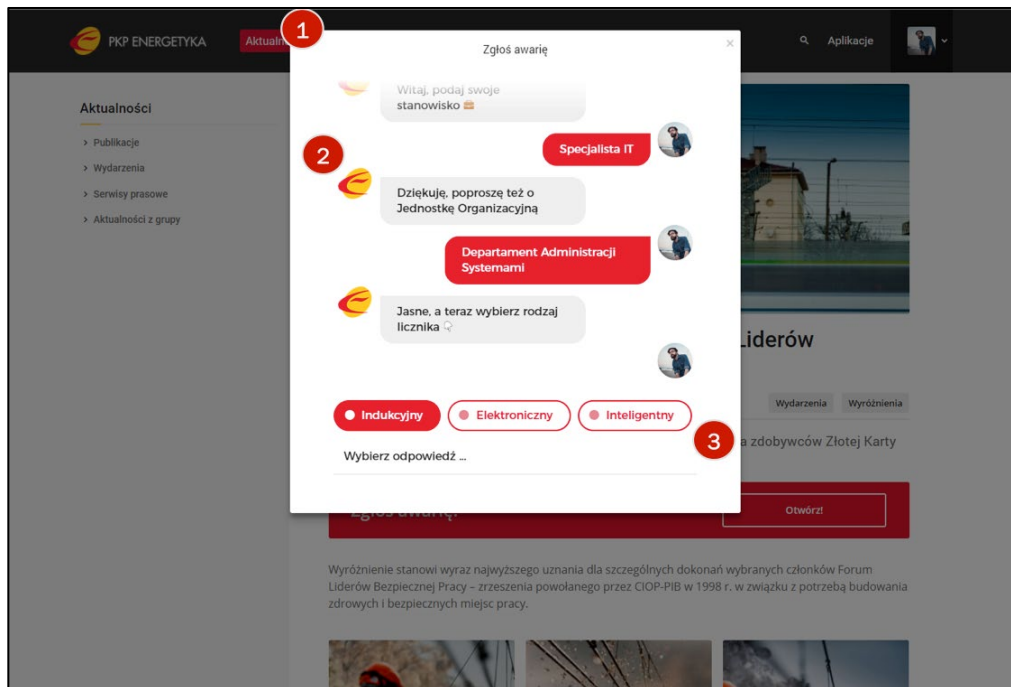 PKP ENERGETYKA
Aktualn
1
Zgłoś awarię
×
Aplikacje
Aktualności
> Publikacje
> Wydarzenia
> Serwisy prasowe
> Aktualności z grupy
Witaj, podaj swoje
stanowisko
Specjalista IT
2
Dziękuję, poproszę też o
Jednostkę Organizacyjną
Departament Administracji
Systemami
Jasne, a teraz wybierz rodzaj
licznika
Liderów
Wydarzenia Wyróżnienia
Indukcyjny Elektroniczny Inteligentny
3
a zdobywców Złotej Karty
Wybierz odpowiedź ...
Zgłoś awarię!
Otwórz!
Wyróżnienie stanowi wyraz najwyższego uznania dla szczególnych dokonań wybranych członków Forum
Liderów Bezpiecznej Pracy – zrzeszenia powołanego przez CIOP-PIB w 1998 r. w związku z potrzebą budowania
zdrowych i bezpiecznych miejsc pracy.